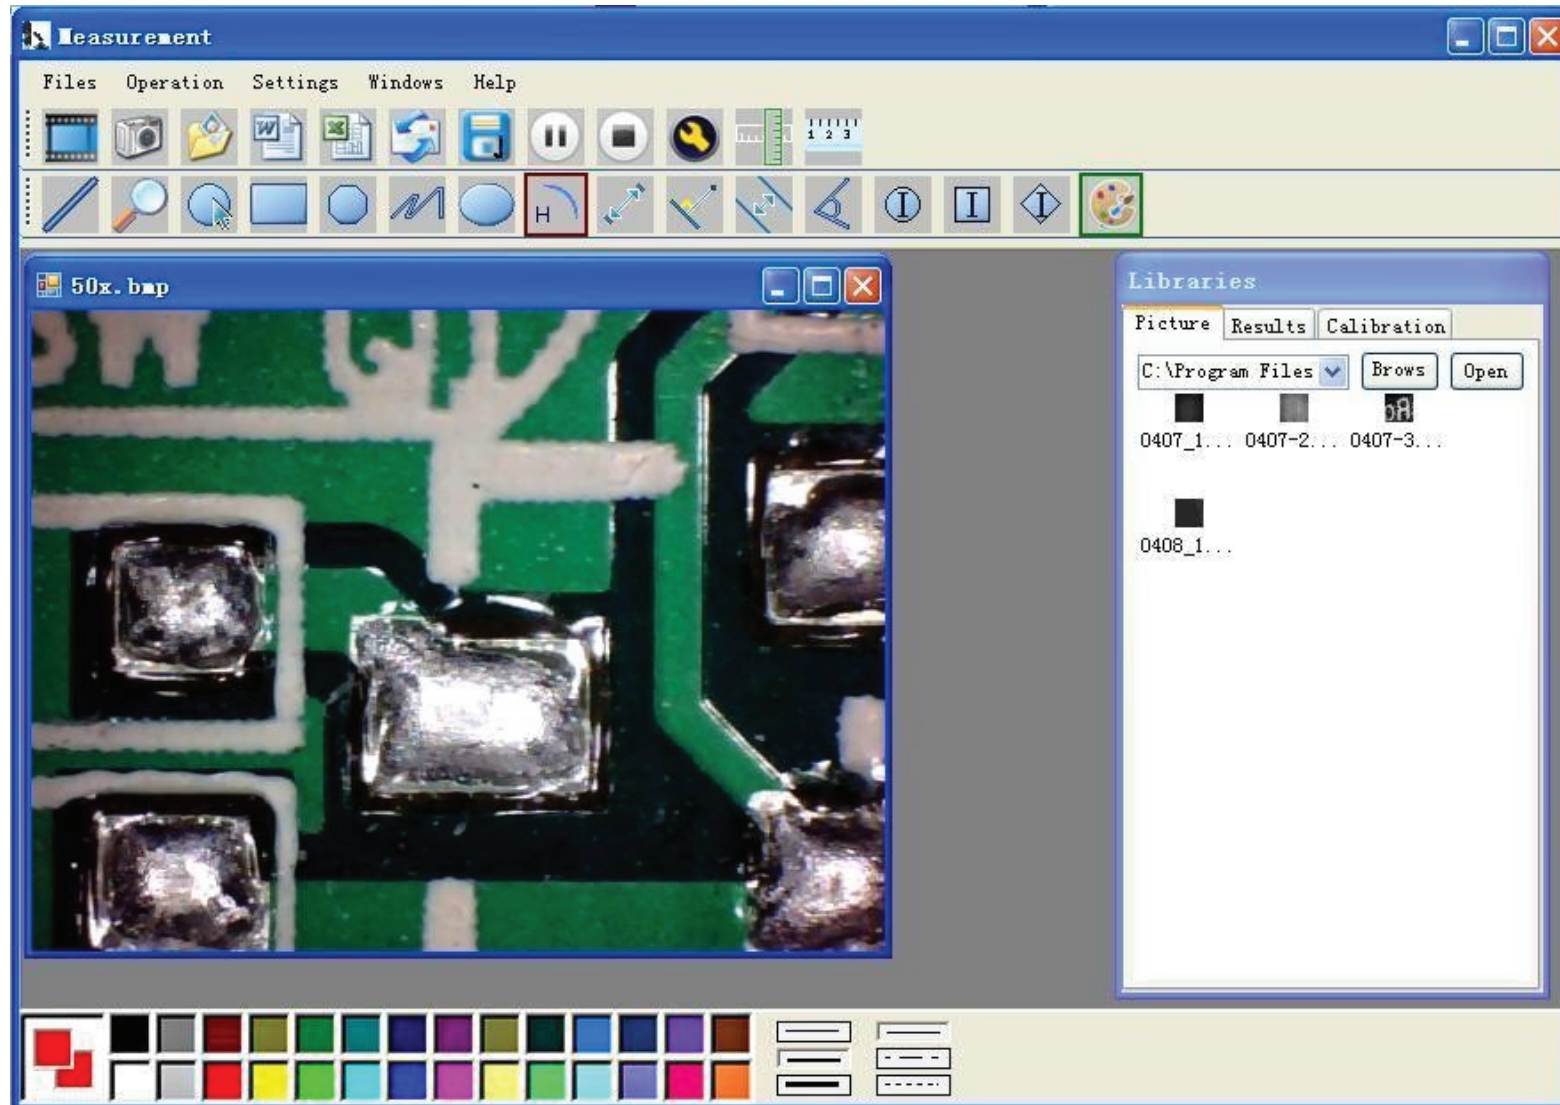 Measurement
Files Operation Settings Windows Help
W X
1 2 3
H I I I
50x.bmp
Libraries
Picture Results Calibration
C:\Program Files Brows Open
0407_1... 0407-2... 0407-3...
0408_1...